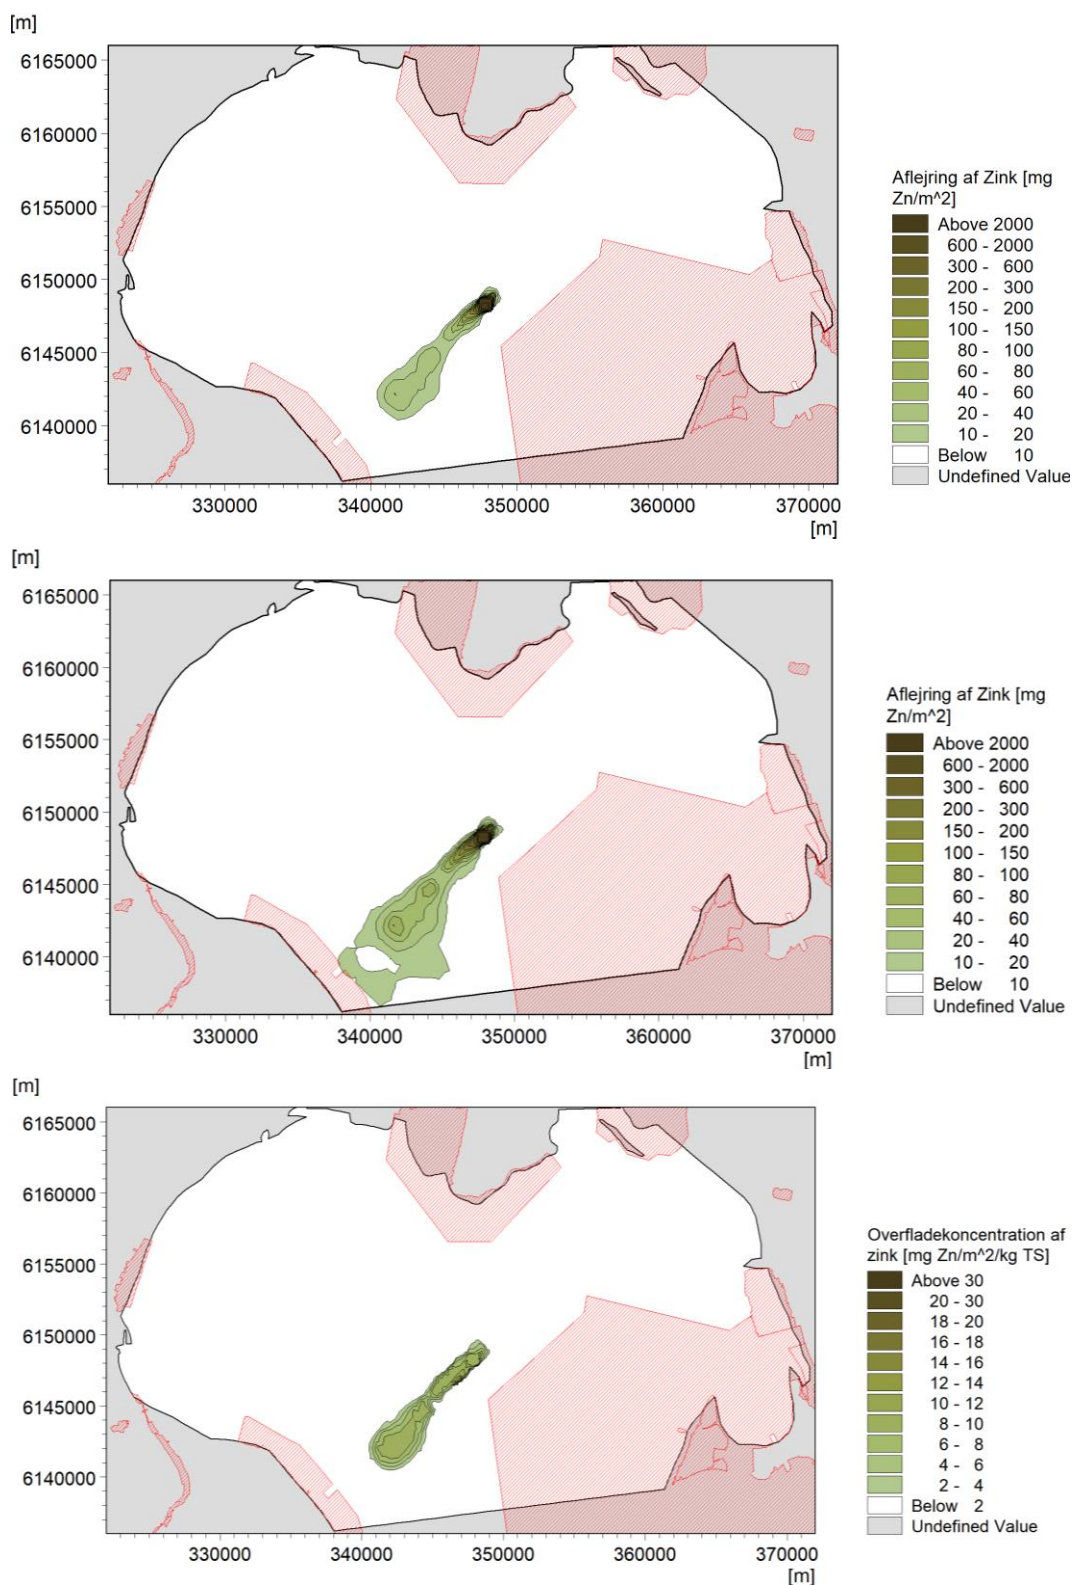 [m]
6165000
6160000
6155000
6150000
6145000
6140000
330000 340000 350000 360000 370000
[m]
Aflejring af Zink [mg
Zn/m^2]
Above 2000
600 - 2000
300 - 600
200 - 300
150 - 200
100 - 150
80 - 100
60 - 80
40 - 60
20 - 40
10 - 20
Below 10
Undefined Value
[m]
6165000
6160000
6155000
6150000
6145000
6140000
330000 340000 350000 360000 370000
[m]
Aflejring af Zink [mg
Zn/m^2]
Above 2000
600 - 2000
300 - 600
200 - 300
150 - 200
100 - 150
80 - 100
60 - 80
40 - 60
20 - 40
10 - 20
Below 10
Undefined Value
[m]
6165000
6160000
6155000
6150000
6145000
6140000
330000 340000 350000 360000 370000
[m]
Overfladekoncentration af
zink [mg Zn/m^2/kg TS]
Above 30
20 - 30
18 - 20
16 - 18
14 - 16
12 - 14
10 - 12
8 - 10
6 - 8
4 - 6
2 - 4
Below 2
Undefined Value